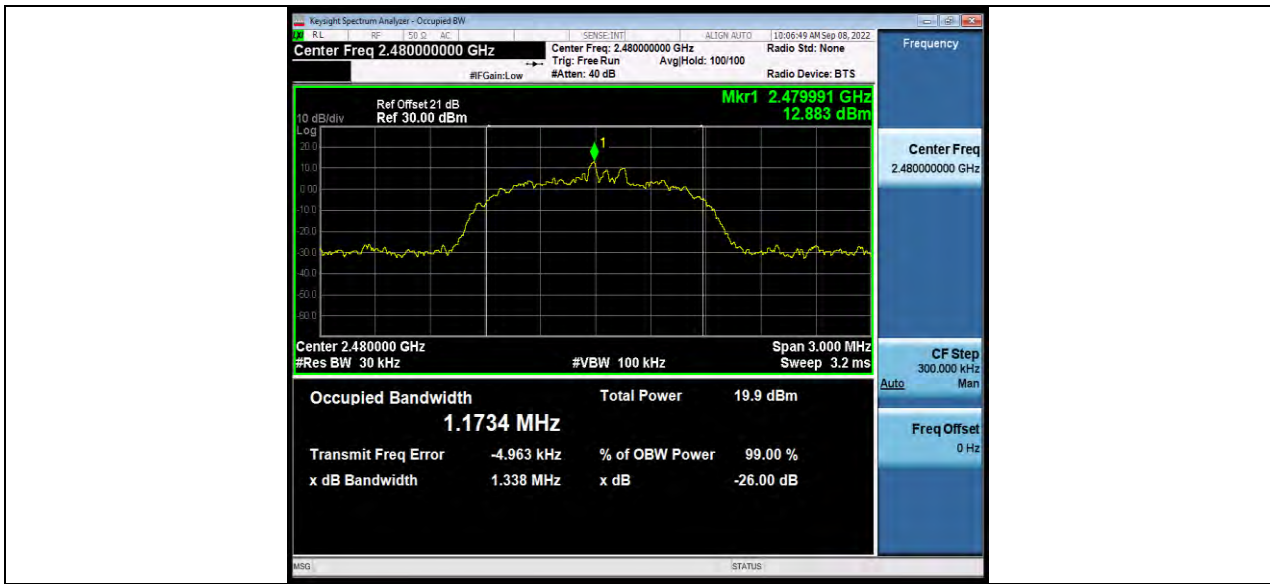 Keysight Spectrum Analyzer - Occupied BW
RL RF 50 Ω AC SENSE:INT ALIGN AUTO 10:06:49 AM Sep 08, 2022
Center Freq 2.480000000 GHz
Center Freq: 2.480000000 GHz Radio Std: None
Trig: Free Run Avg|Hold: 100/100
#IFGain:Low #Atten: 40 dB Radio Device: BTS
Frequency
Mkr1 2.479991 GHz
12.883 dBm
Ref Offset 21 dB
10 dB/div Ref 30.00 dBm
Log
20.0
10.0
0.00
-10.0
-20.0
-30.0
-40.0
-50.0
-60.0
1
Center 2.480000 GHz Span 3.000 MHz
#Res BW 30 kHz #VBW 100 kHz Sweep 3.2 ms
Occupied Bandwidth Total Power 19.9 dBm
1.1734 MHz
Transmit Freq Error -4.963 kHz % of OBW Power 99.00 %
x dB Bandwidth 1.338 MHz x dB -26.00 dB
Center Freq
2.480000000 GHz
CF Step
300.000 kHz
Auto Man
Freq Offset
0 Hz
MSG STATUS